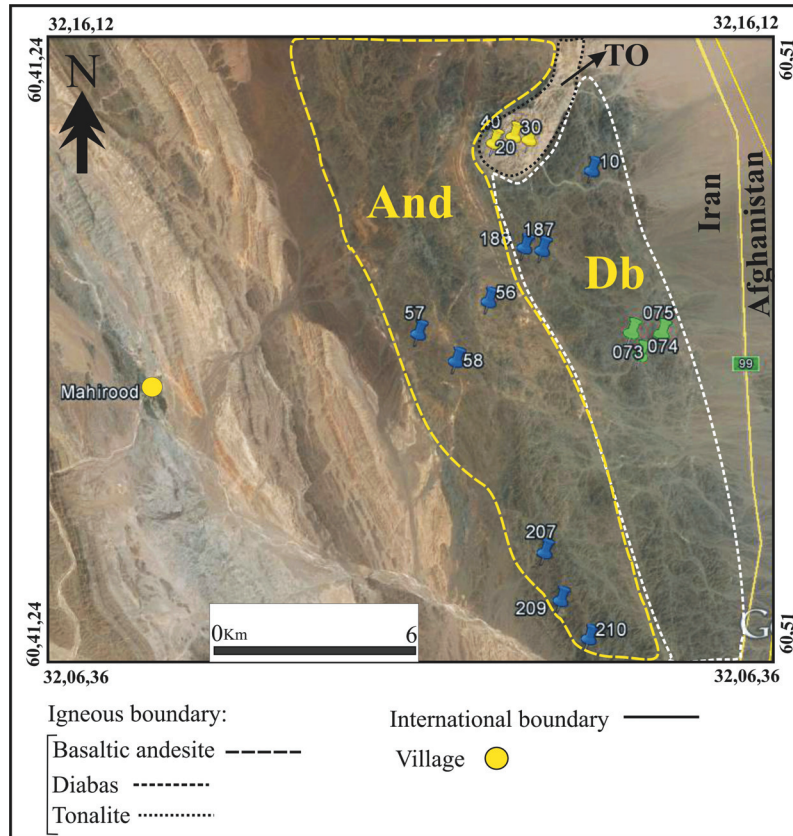 32,16,12
32,16,12
60,41,24
60,51
N
TO
40
30
20
10
And
187
186
Iran
Afghanistan
Db
56
57
075
073
074
58
99
Mahirood
207
209
210
0Km
6
G
60,41,24
60.51
32,06,36
32,06,36
Igneous boundary:
International boundary
Basaltic andesite
Village
Diabas
Tonalite